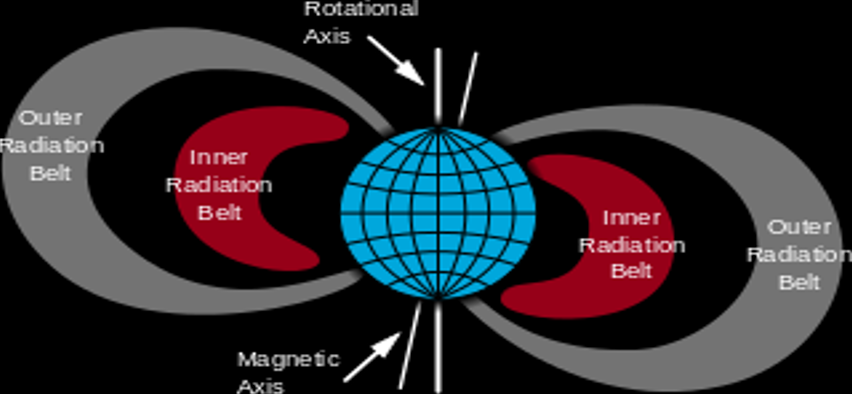 Rotational
Axis
Outer
Radiation
Belt
Inner
Radiation
Belt
Inner
Radiation
Belt
Outer
Radiation
Belt
Magnetic
Axis